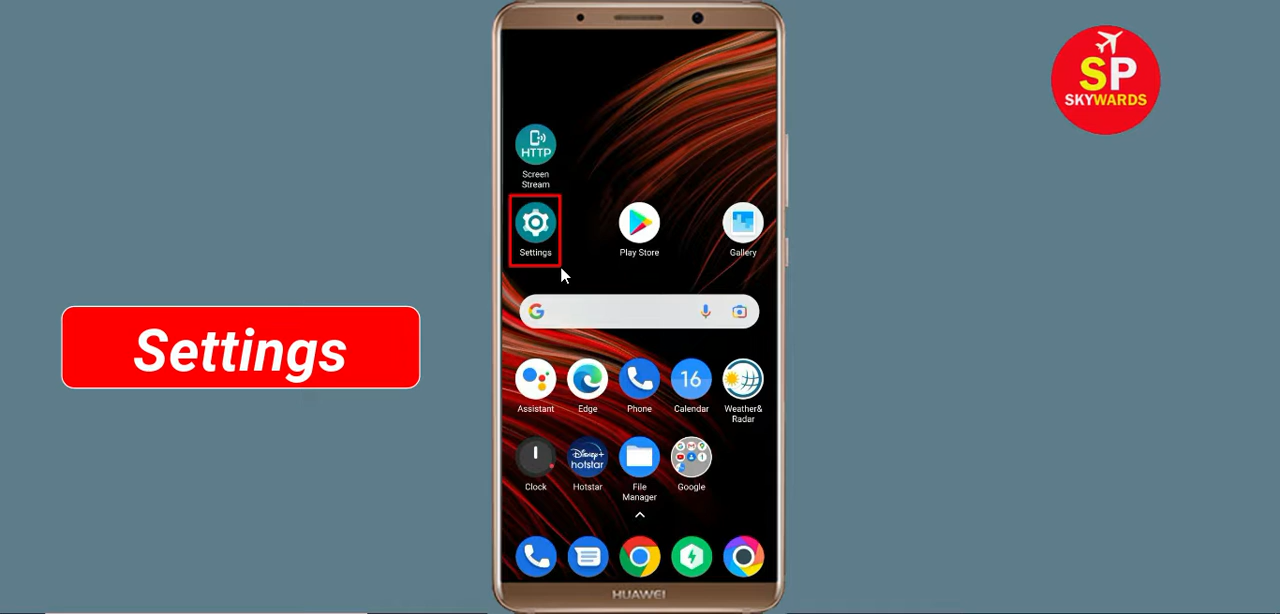 SP
SKYWARDS
HTTP
Screen
Stream
Settings
Play Store
Gallery
Settings
16
Assistant
Edge
Phone
Calendar
Weather&
Radar
Disney+
hotstar
Clock
Hotstar
File
Manager
Google
HUAWEI